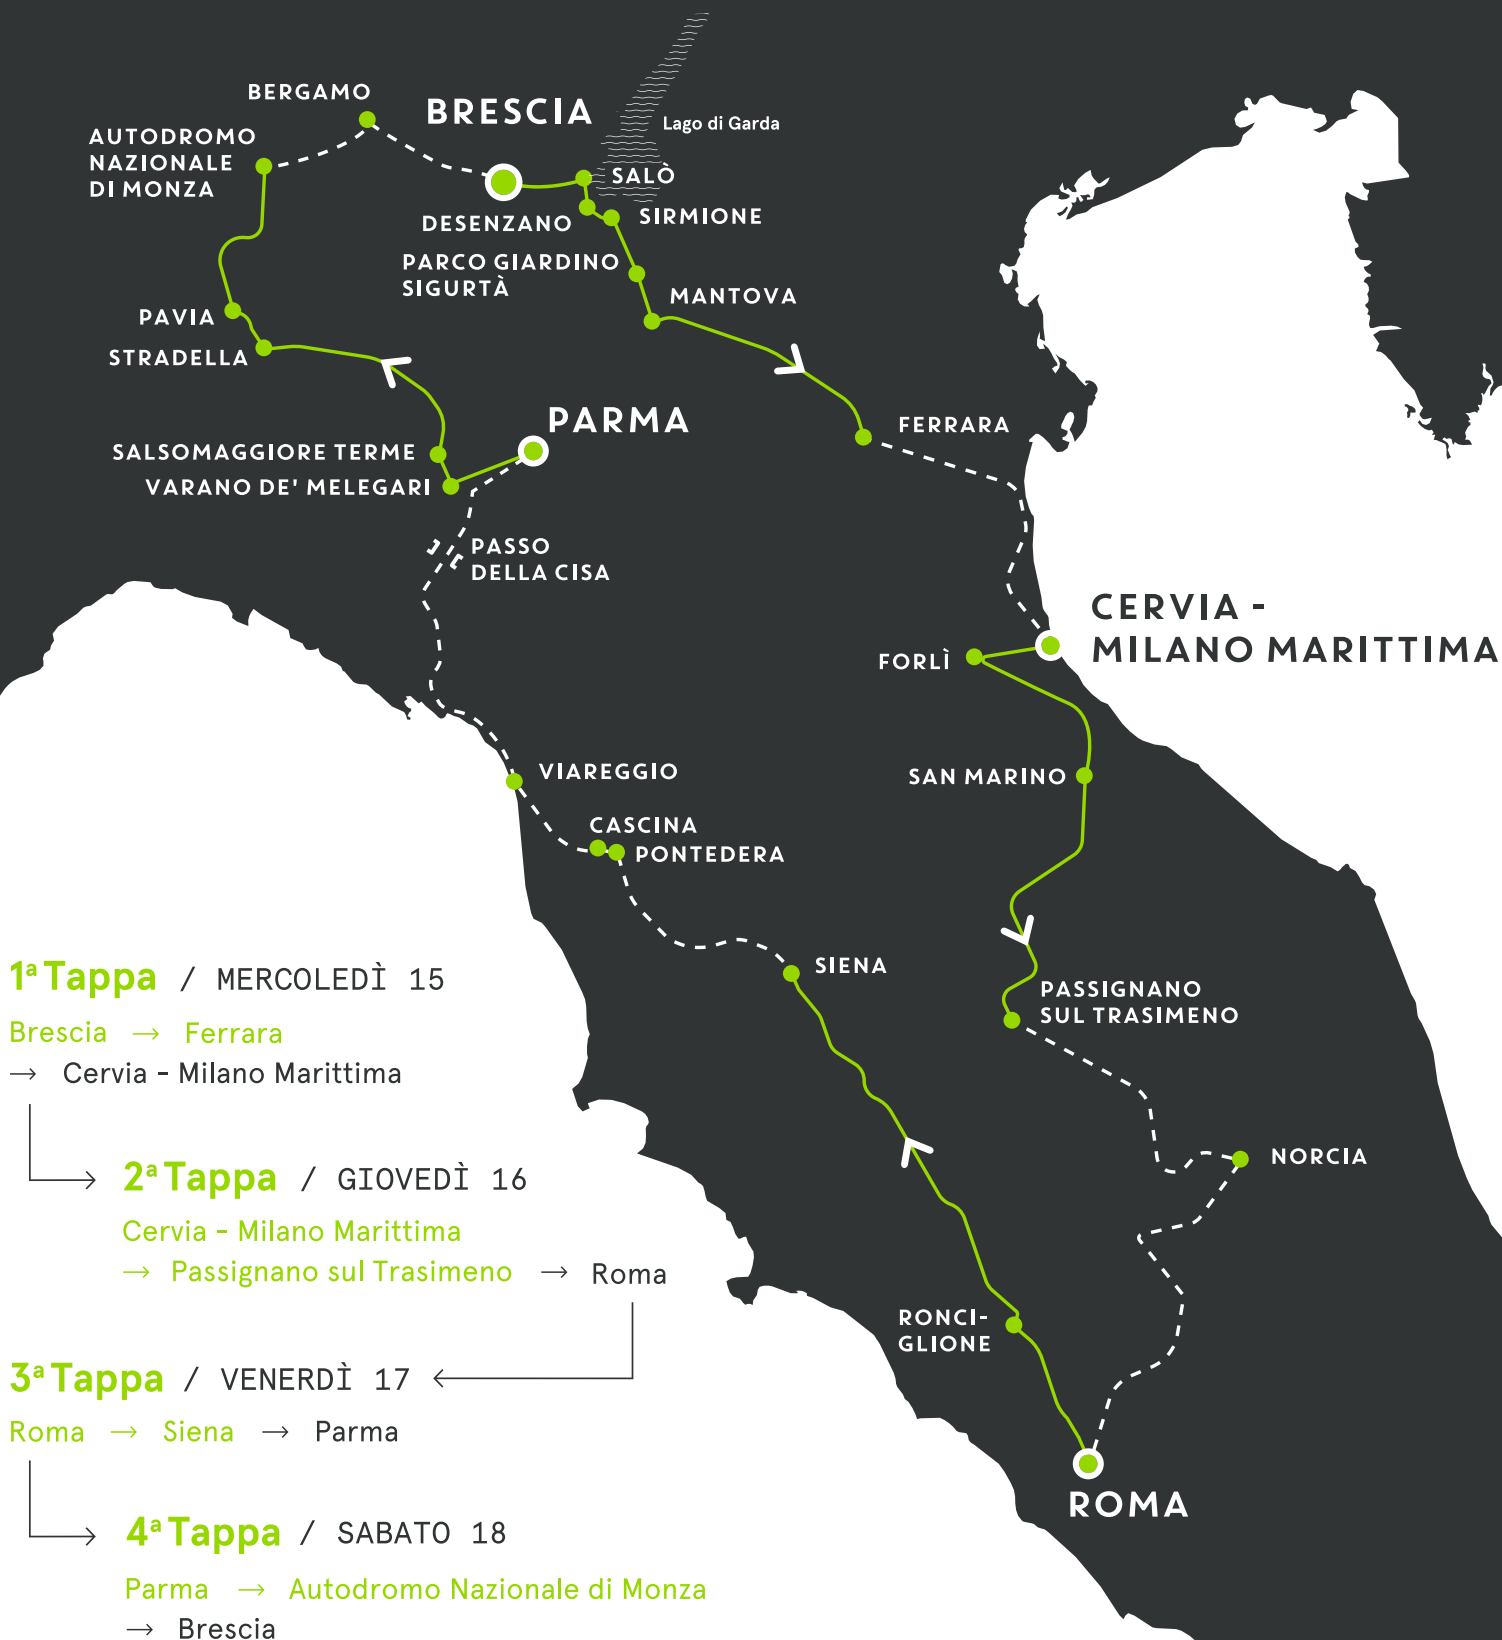 BERGAMO
BRESCIA
Lago di Garda
AUTODROMO
NAZIONALE
DI MONZA
SALÒ
DESENZANO
SIRMIONE
PARCO GIARDINO
SIGURTÀ
MANTOVA
PAVIA
STRADELLA
PARMA
FERRARA
SALSOMAGGIORE TERME
VARANO DE' MELEGARI
PASSO
DELLA CISA
CERVIA -
MILANO MARITTIMA
FORLÌ
VIAREGGIO
SAN MARINO
CASCINA
PONTEDERA
SIENA
PASSIGNANO
SUL TRASIMENO
NORCIA
RONCI-
GLIONE
ROMA
1ª Tappa / MERCOLEDÌ 15
Brescia → Ferrara
→ Cervia - Milano Marittima
2ª Tappa / GIOVEDÌ 16
Cervia - Milano Marittima
→ Passignano sul Trasimeno → Roma
3ª Tappa / VENERDÌ 17
Roma → Siena → Parma
4ª Tappa / SABATO 18
Parma → Autodromo Nazionale di Monza
→ Brescia